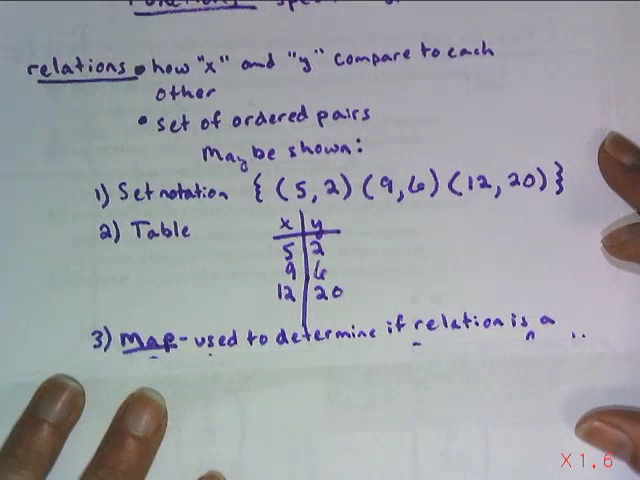 relations • how "x" and "y" compare to each
other
• set of ordered pairs
May be shown:
1) Set notation { (5,2) (9,6) (12,20) }
2) Table
x y
5 2
9 6
12 20
3) Map - used to determine if relation is a
X1.6